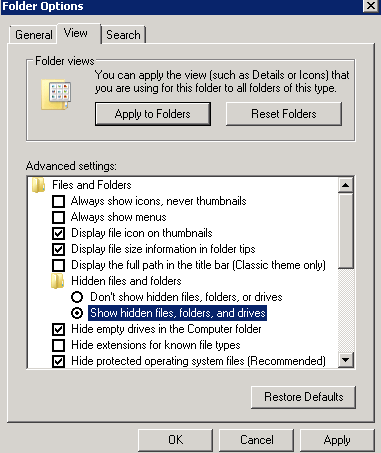 Folder Options
General
View
Search
Folder views
You can apply the view (such as Details or Icons) that
you are using for this folder to all folders of this type.
Apply to Folders
Reset Folders
Advanced settings:
Files and Folders
Always show icons, never thumbnails
Always show menus
Display file icon on thumbnails
Display file size information in folder tips
Display the full path in the title bar (Classic theme only)
Hidden files and folders
Don't show hidden files, folders, or drives
Show hidden files, folders, and drives
Hide empty drives in the Computer folder
Hide extensions for known file types
Hide protected operating system files (Recommended)
Restore Defaults
OK
Cancel
Apply